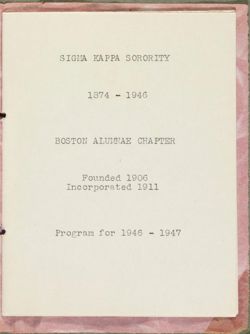 SIGMA KAPPA SORORITY
1874 - 1946
BOSTON ALUMNAE CHAPTER
Founded 1906
Incorporated 1911
Program for 1946 - 1947